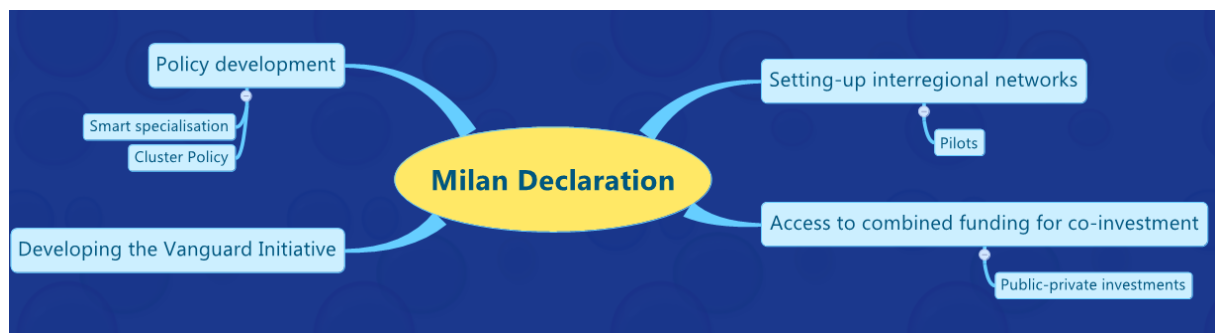 Policy development
Smart specialisation
Cluster Policy
Developing the Vanguard Initiative
Milan Declaration
Setting-up interregional networks
Pilots
Access to combined funding for co-investment
Public-private investments